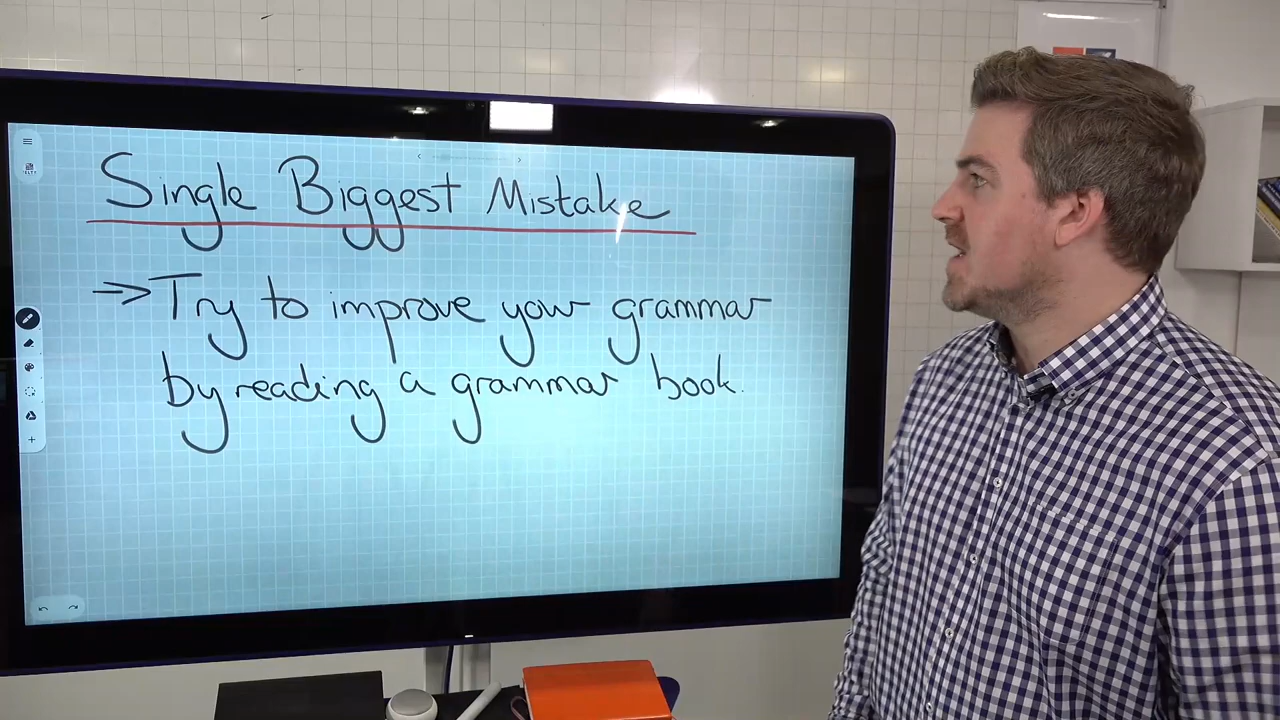 Single Biggest Mistake
⇒ Try to improve your grammar
by reading a grammar book.